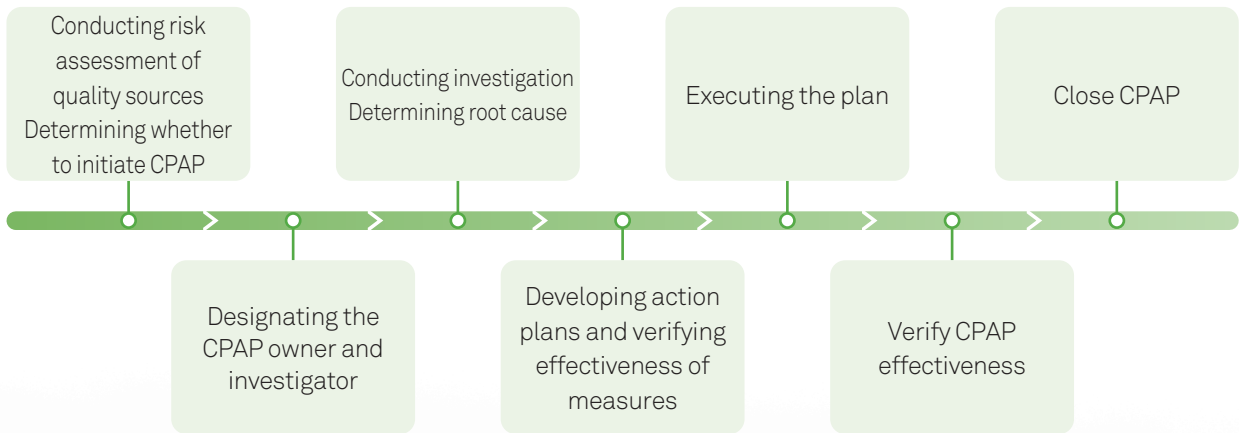 Conducting risk
assessment of
quality sources
Determining whether
to initiate CPAP
Designating the
CPAP owner and
investigator
Conducting investigation
Determining root cause
Developing action
plans and verifying
effectiveness of
measures
Executing the plan
Verify CPAP
effectiveness
Close CPAP